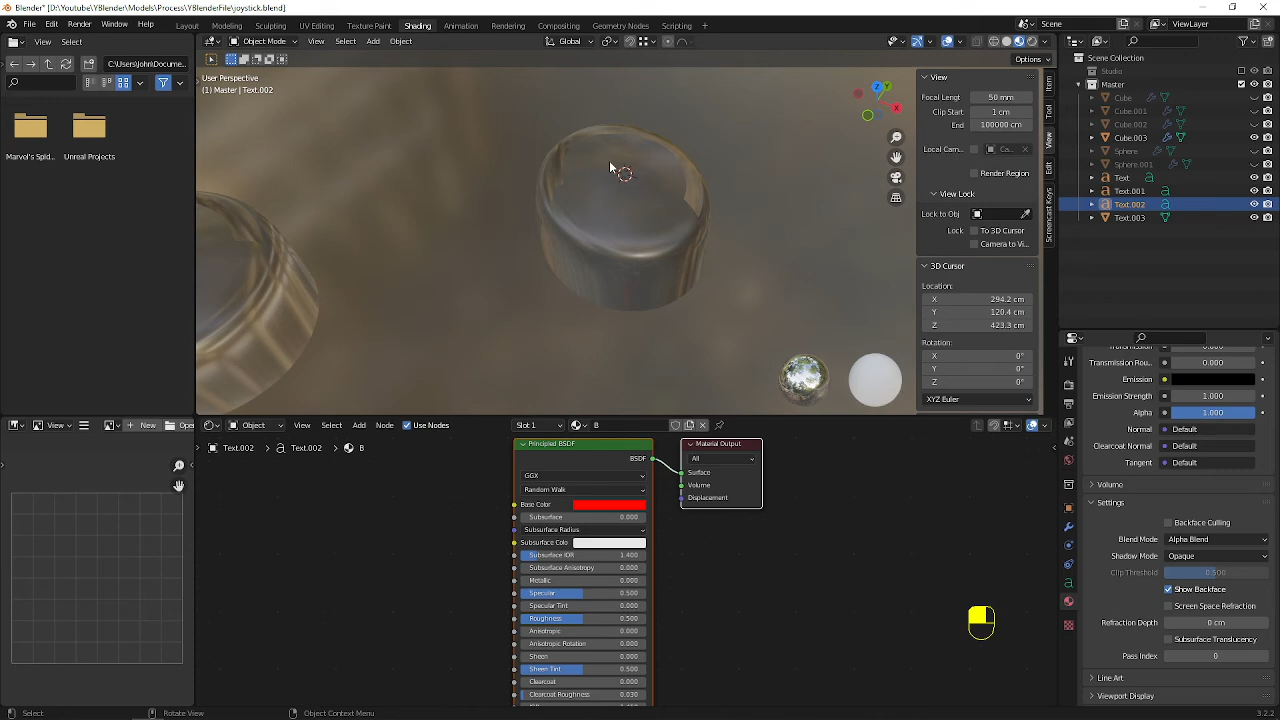 Blender* [D:\Youtube\Models\Process\YBlenderFile\joystick.blend]
File Edit Render Window Help Layout Modeling Sculpting UV Editing Texture Paint Shading Animation Rendering Compositing Geometry Nodes Scripting + Scene ViewLayer
View Select Object Mode View Select Add Object Global
C:\Users\John\Docume... Options
User Perspective
(1) Master | Text.002
Marvel's Spid... Unreal Projects
View
Focal Length 50 mm
Clip Start 1 cm
End 100000 cm
Local Cam... Ca...
Render Region
View Lock
Lock to Obj
Lock To 3D Cursor
Camera to Vi...
3D Cursor
Location:
X 294.2 cm
Y 120.4 cm
Z 423.3 cm
Rotation:
X 0°
Y 0°
Z 0°
XYZ Euler
Item
Tool
View
Edit
Screencast Keys
X
Y
Z
Scene Collection
Studio
Master
Cube
Cube.001
Cube.002
Cube.003
Sphere
Sphere.001
Text
Text.001
Text.002
Text.003
0.000
Transmission Rou... 0.000
Emission
Emission Strength 1.000
Alpha 1.000
Normal Default
Clearcoat Normal Default
Tangent Default
Volume
Settings
Backface Culling
Blend Mode Alpha Blend
Shadow Mode Opaque
Clip Threshold 0.500
Show Backface
Screen Space Refraction
Refraction Depth 0 cm
Subsurface Translucency
Pass Index 0
Line Art
Viewport Display
View New Open Object View Select Add Node Use Nodes Slot 1 B
Text.002 Text.002 B
Principled BSDF
BSDF
GGX
Random Walk
Base Color
Subsurface 0.000
Subsurface Radius
Subsurface Colo
Subsurface IOR 1.400
Subsurface Anisotropy 0.000
Metallic 0.000
Specular 0.500
Specular Tint 0.000
Roughness 0.500
Anisotropic 0.000
Anisotropic Rotation 0.000
Sheen 0.000
Sheen Tint 0.500
Clearcoat 0.000
Clearcoat Roughness 0.030
Material Output
All
Surface
Volume
Displacement
Select Rotate View Object Context Menu 3.2.2